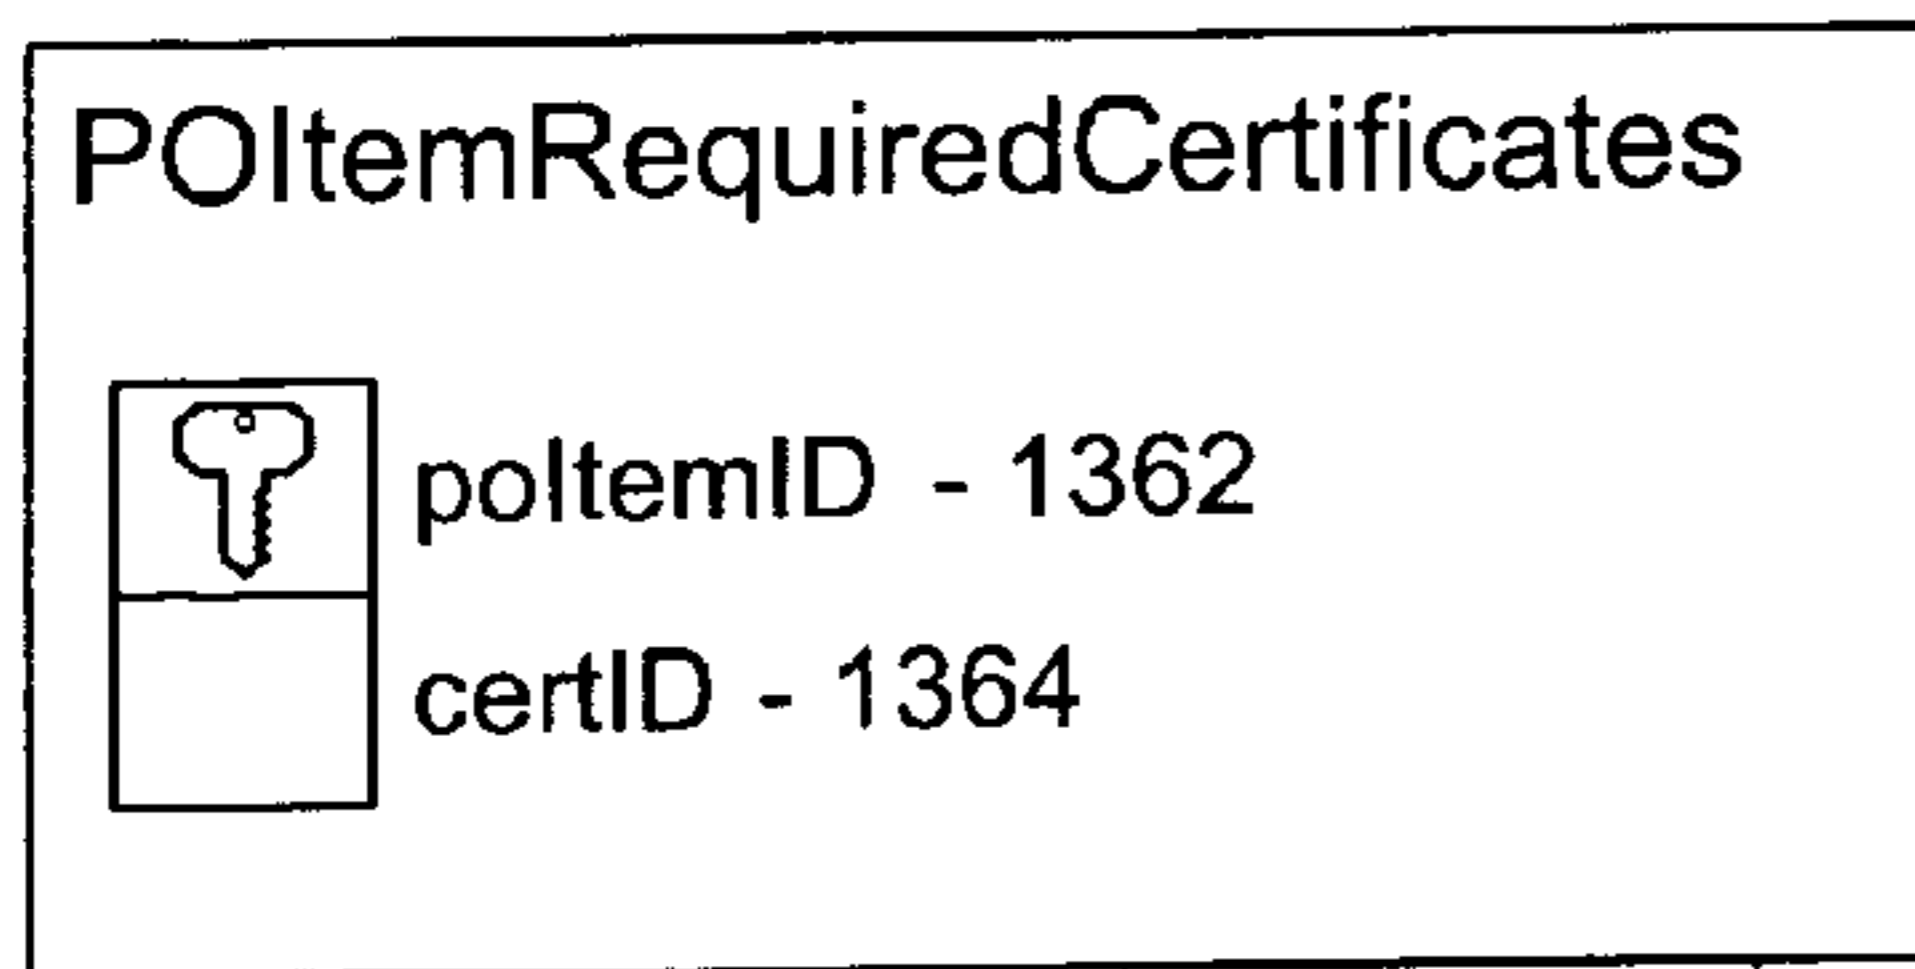 POItemRequiredCertificates
poItemID - 1362
certID - 1364